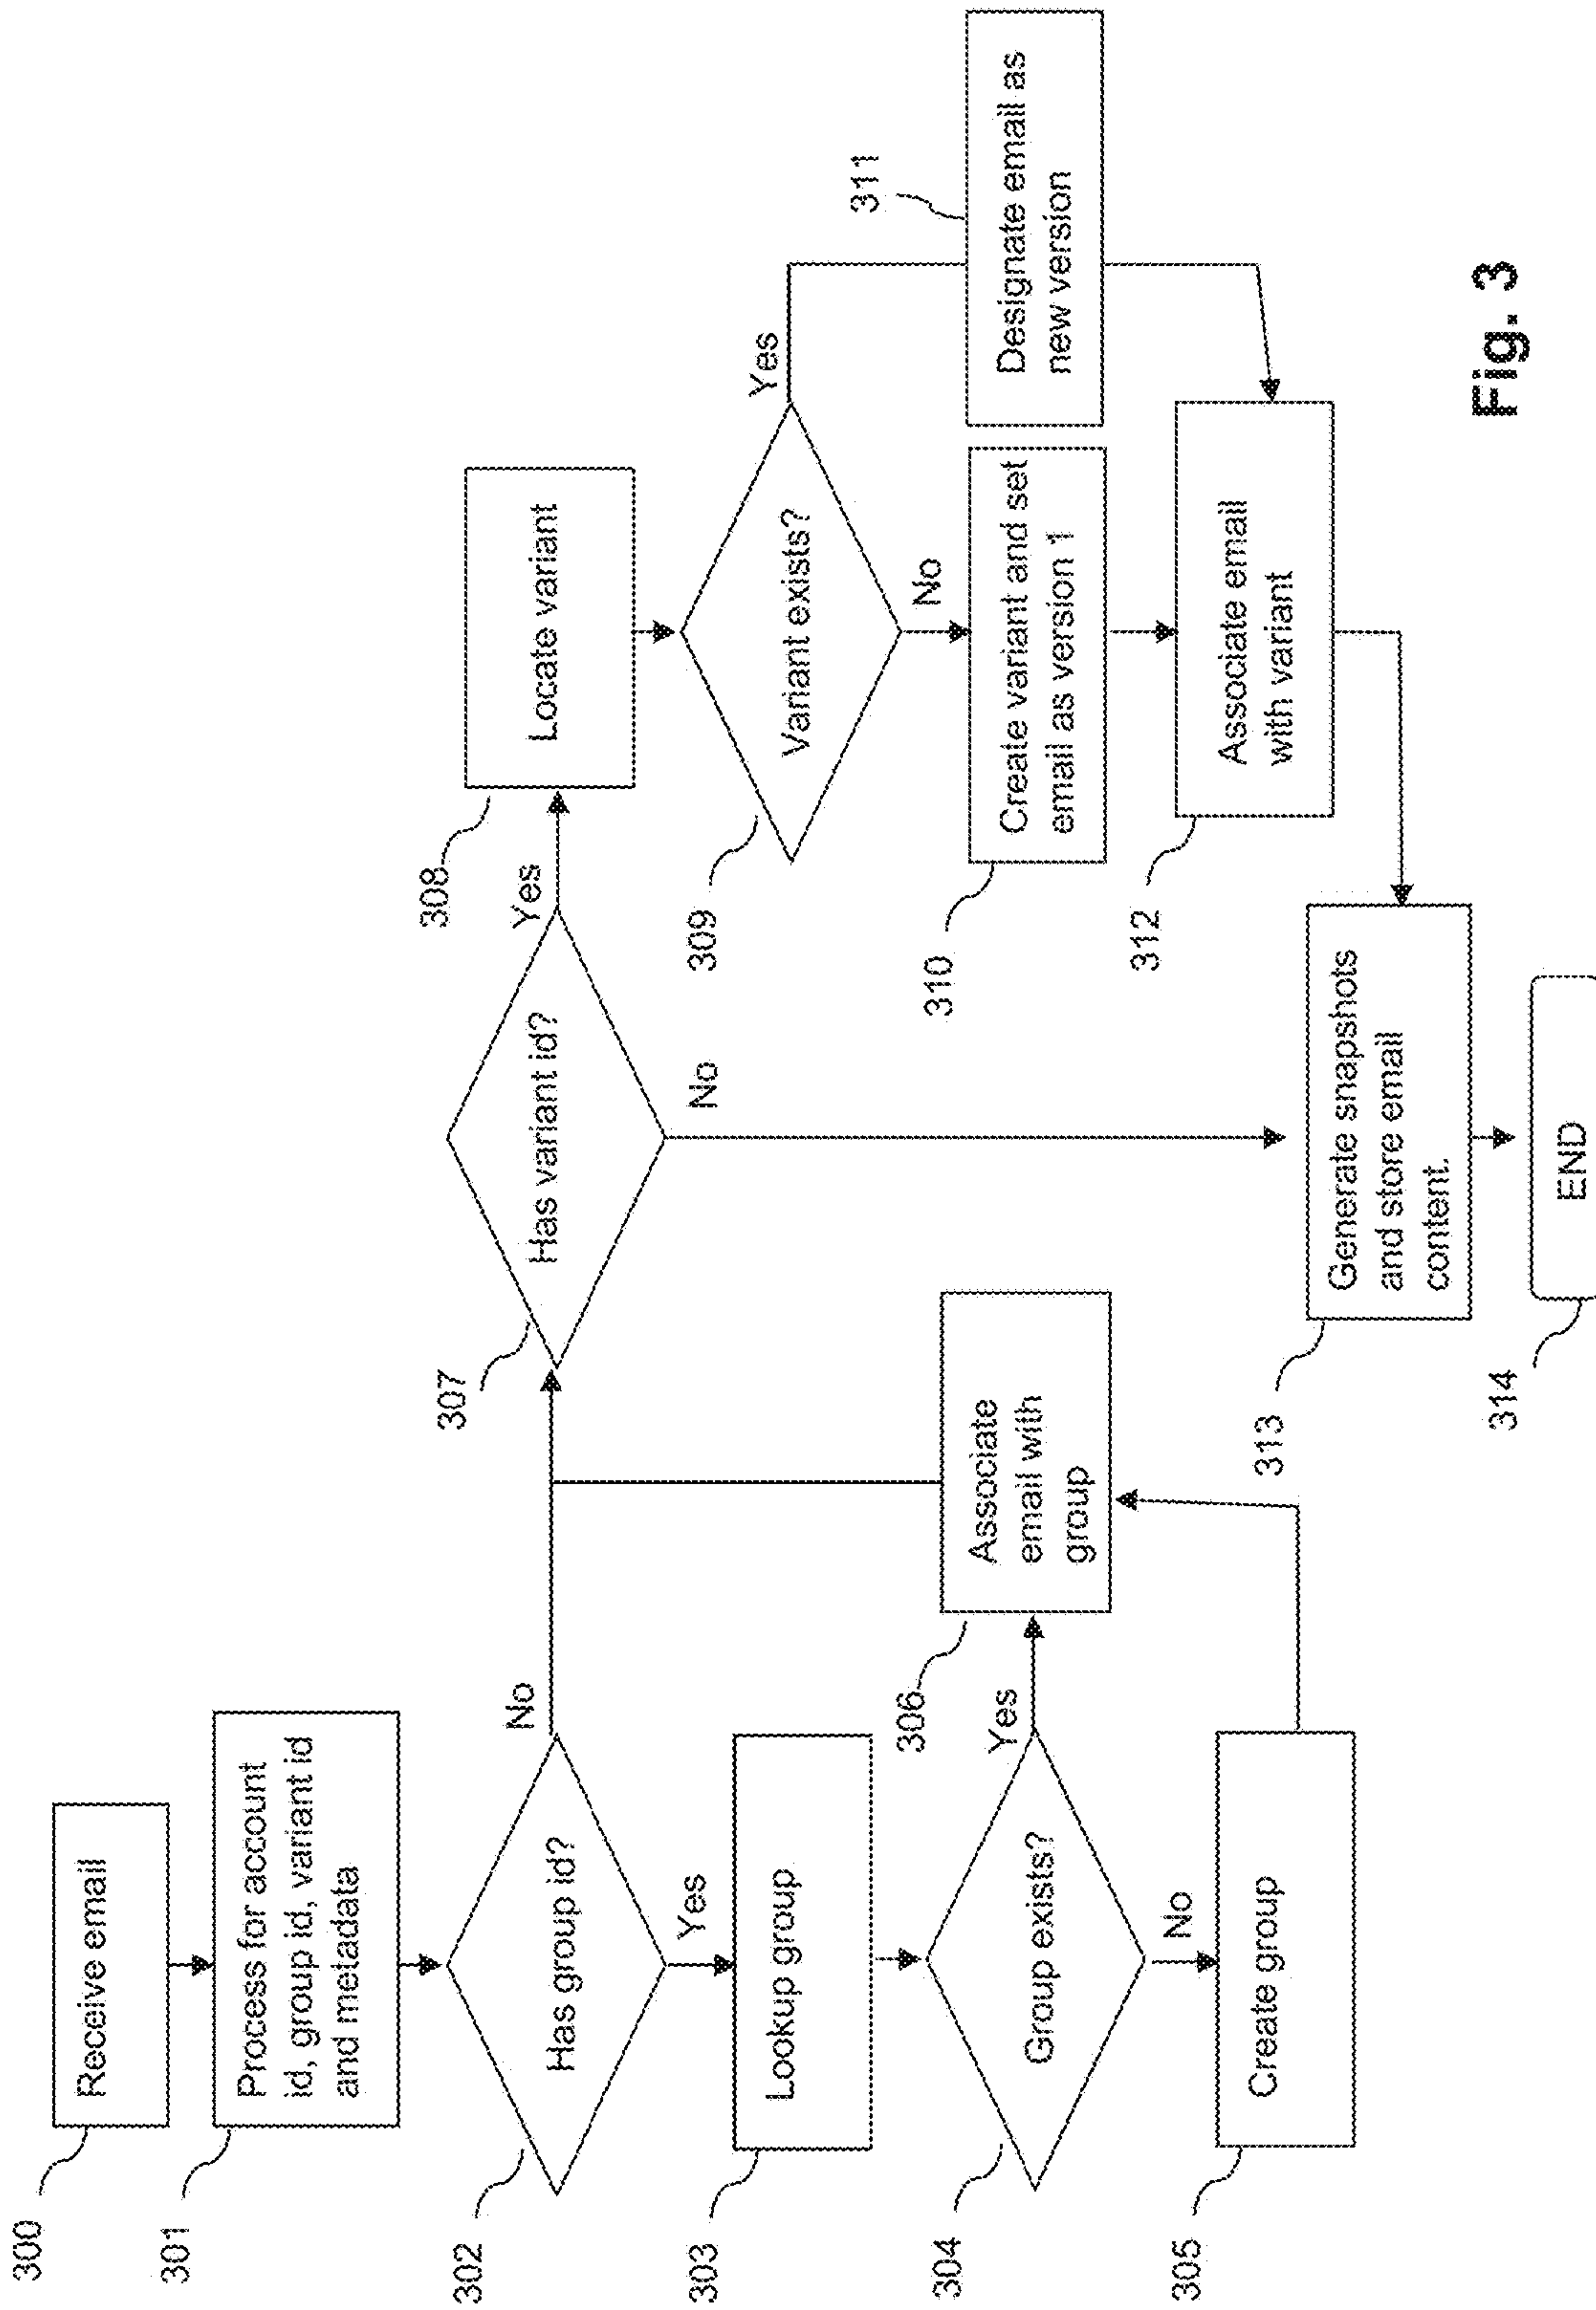 300
Receive email
301
Process for account
id, group id, variant id
and metadata
302
Has group id?
No
Yes
303
Lookup group
304
Group exists?
Yes
No
305
Create group
306
Associate
email with
group
307
Has variant id?
Yes
No
308
Locate variant
309
Variant exists?
Yes
No
310
Create variant and set
email as version 1
311
Designate email as
new version
312
Associate email
with variant
313
Generate snapshots
and store email
content.
314
END
Fig. 3